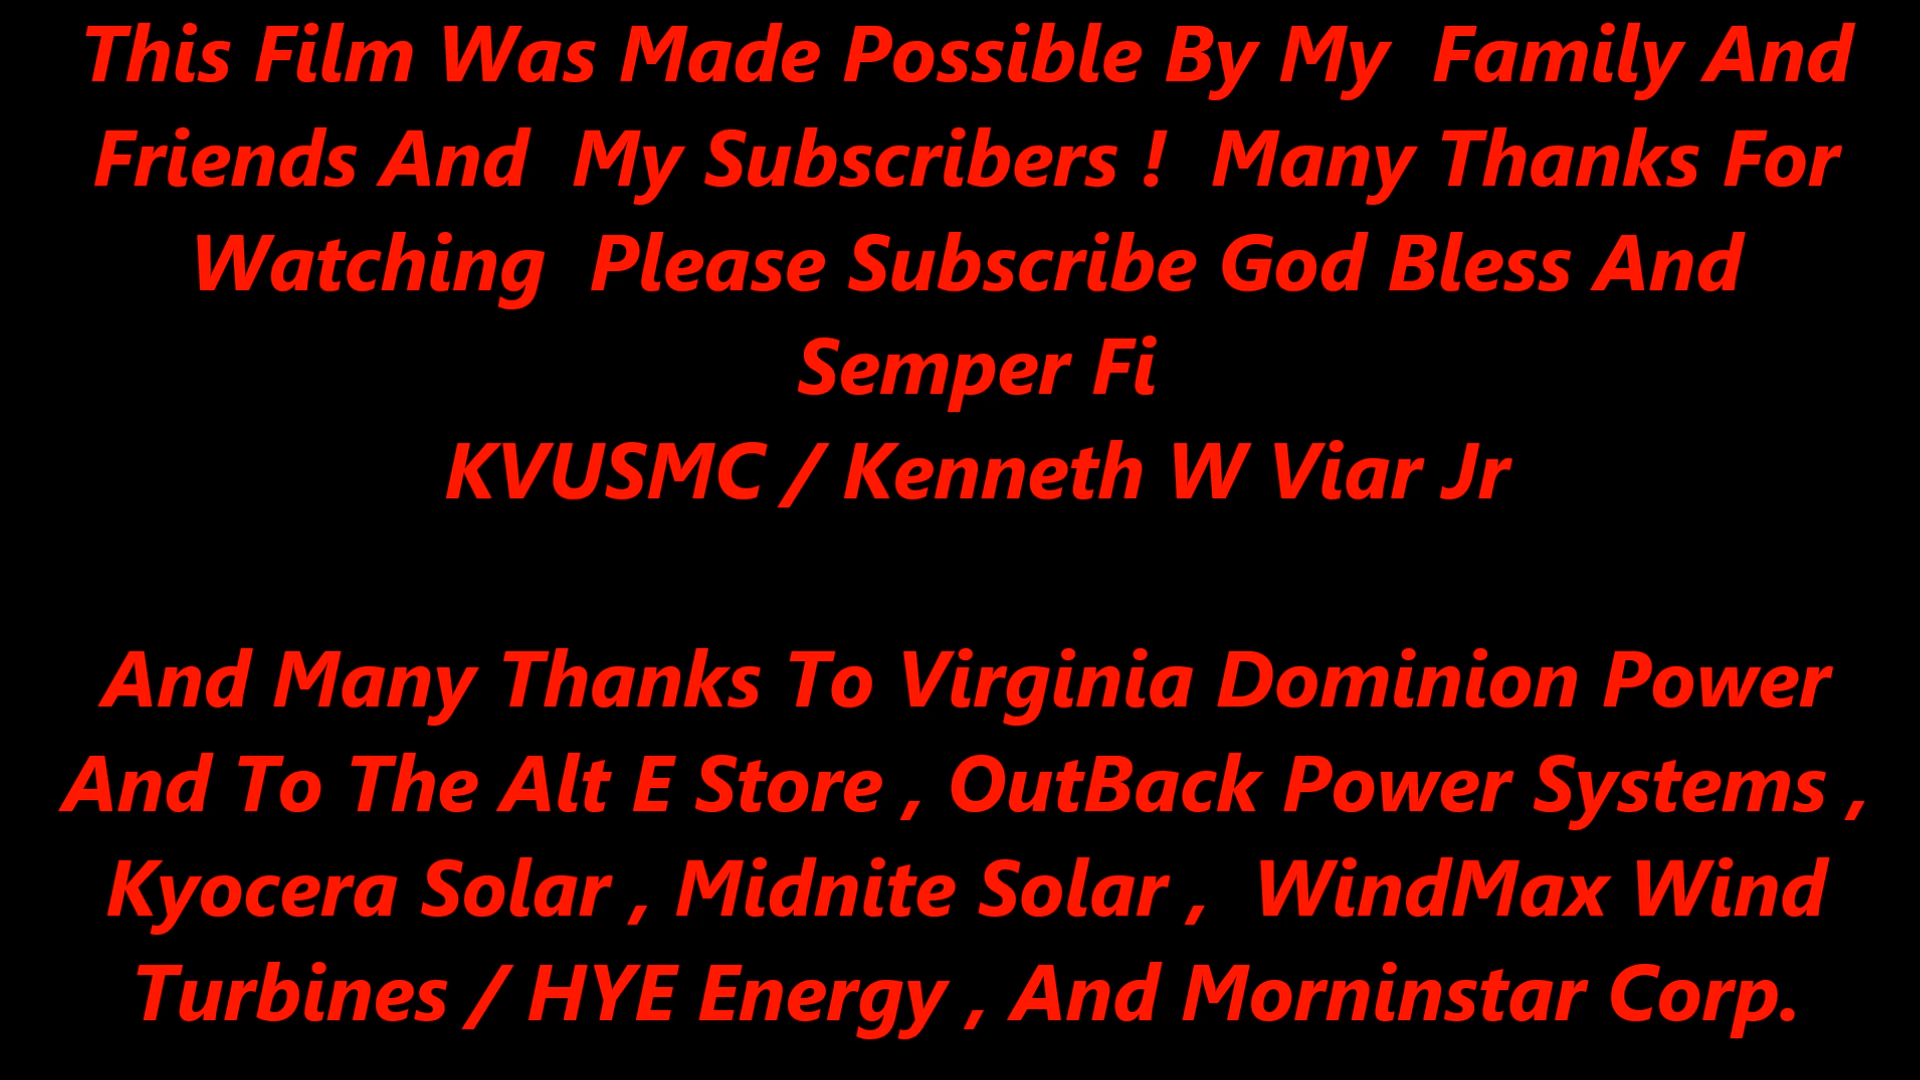 This Film Was Made Possible By My  Family And
Friends And  My Subscribers !  Many Thanks For
Watching  Please Subscribe God Bless And
Semper Fi
KVUSMC / Kenneth W Viar Jr
And Many Thanks To Virginia Dominion Power
And To The Alt E Store , OutBack Power Systems ,
Kyocera Solar , Midnite Solar ,  WindMax Wind
Turbines / HYE Energy , And Morninstar Corp.